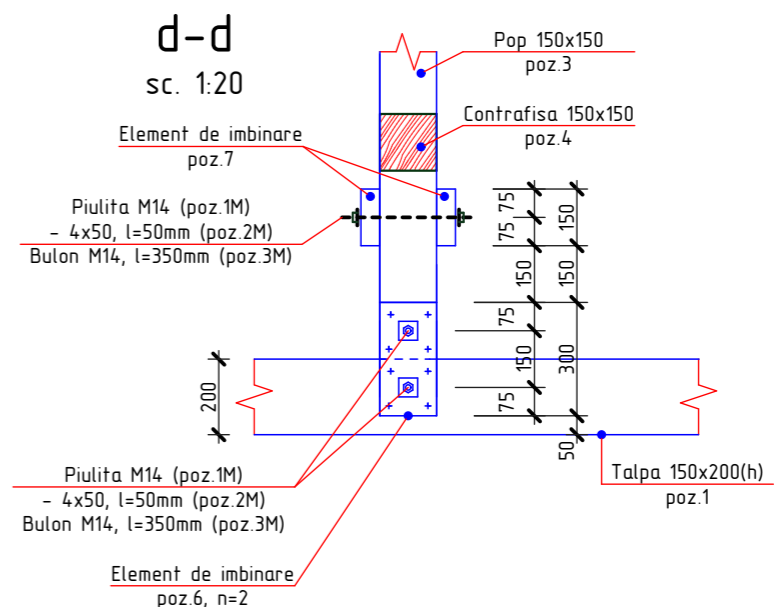 d-d
sc. 1:20
Pop 150x150
poz.3
Contrafisa 150x150
poz.4
Element de imbinare
poz.7
Piulita M14 (poz.1M)
- 4x50, l=50mm (poz.2M)
Bulon M14, l=350mm (poz.3M)
75
75
150
150
150
75
150
300
75
50
200
Piulita M14 (poz.1M)
- 4x50, l=50mm (poz.2M)
Bulon M14, l=350mm (poz.3M)
Talpa 150x200(h)
poz.1
Element de imbinare
poz.6, n=2